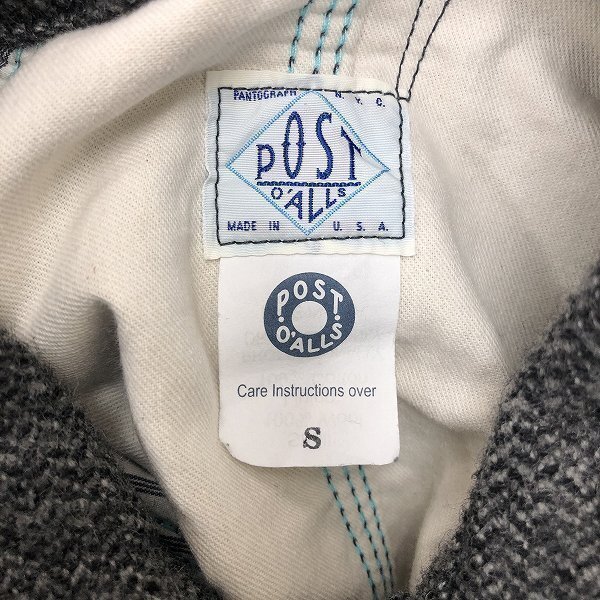 PANTOGRAPH N.Y.C.
POST
O'ALLS
MADE IN U.S.A.
POST
O'ALLS
Care Instructions over
S